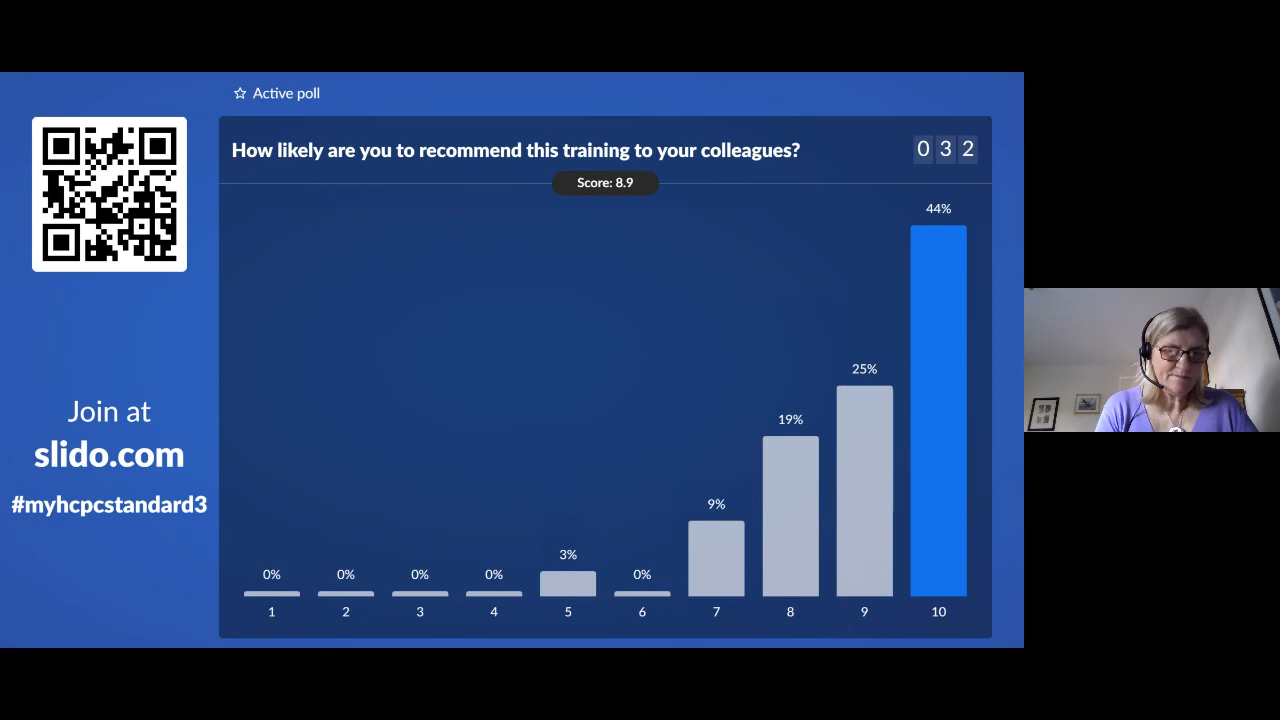 Active poll
How likely are you to recommend this training to your colleagues?
0 3 2
Score: 8.9
44%
25%
19%
9%
3%
0%
0%
0%
0%
0%
1
2
3
4
5
6
7
8
9
10
Join at
slido.com
#myhcpcstandard3